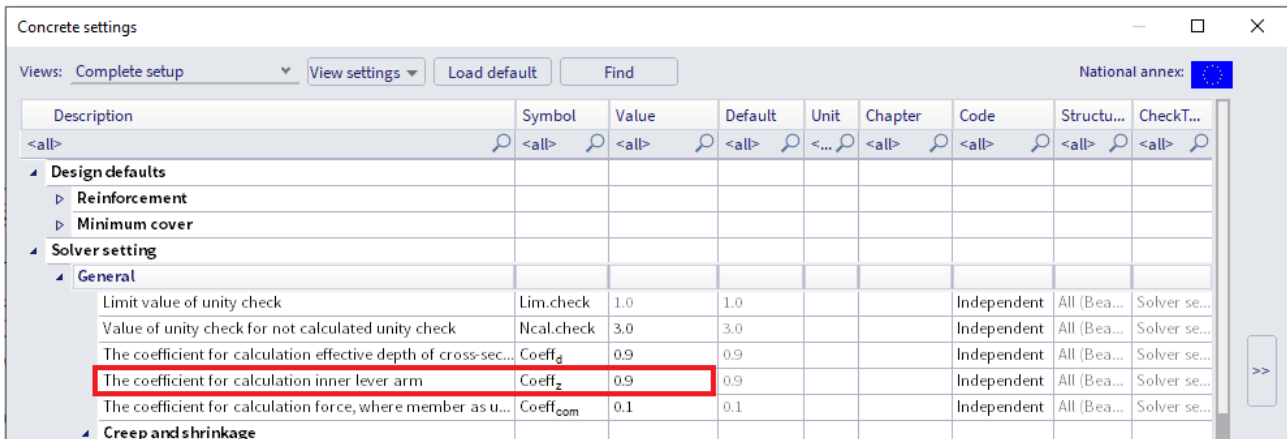 Concrete settings
Views: Complete setup View settings Load default Find National annex:
Description Symbol Value Default Unit Chapter Code Structu... CheckT...
<all> <all> <all> <all> <... <all> <all> <all> <all>
Design defaults
Reinforcement
Minimum cover
Solver setting
General
Limit value of unity check Lim.check 1.0 1.0 Independent All (Bea... Solver se...
Value of unity check for not calculated unity check Ncal.check 3.0 3.0 Independent All (Bea... Solver se...
The coefficient for calculation effective depth of cross-sec... Coeffd 0.9 0.9 Independent All (Bea... Solver se...
The coefficient for calculation inner lever arm Coeffz 0.9 0.9 Independent All (Bea... Solver se...
The coefficient for calculation force, where member as u... Coeffcom 0.1 0.1 Independent All (Bea... Solver se...
Creep and shrinkage
>>